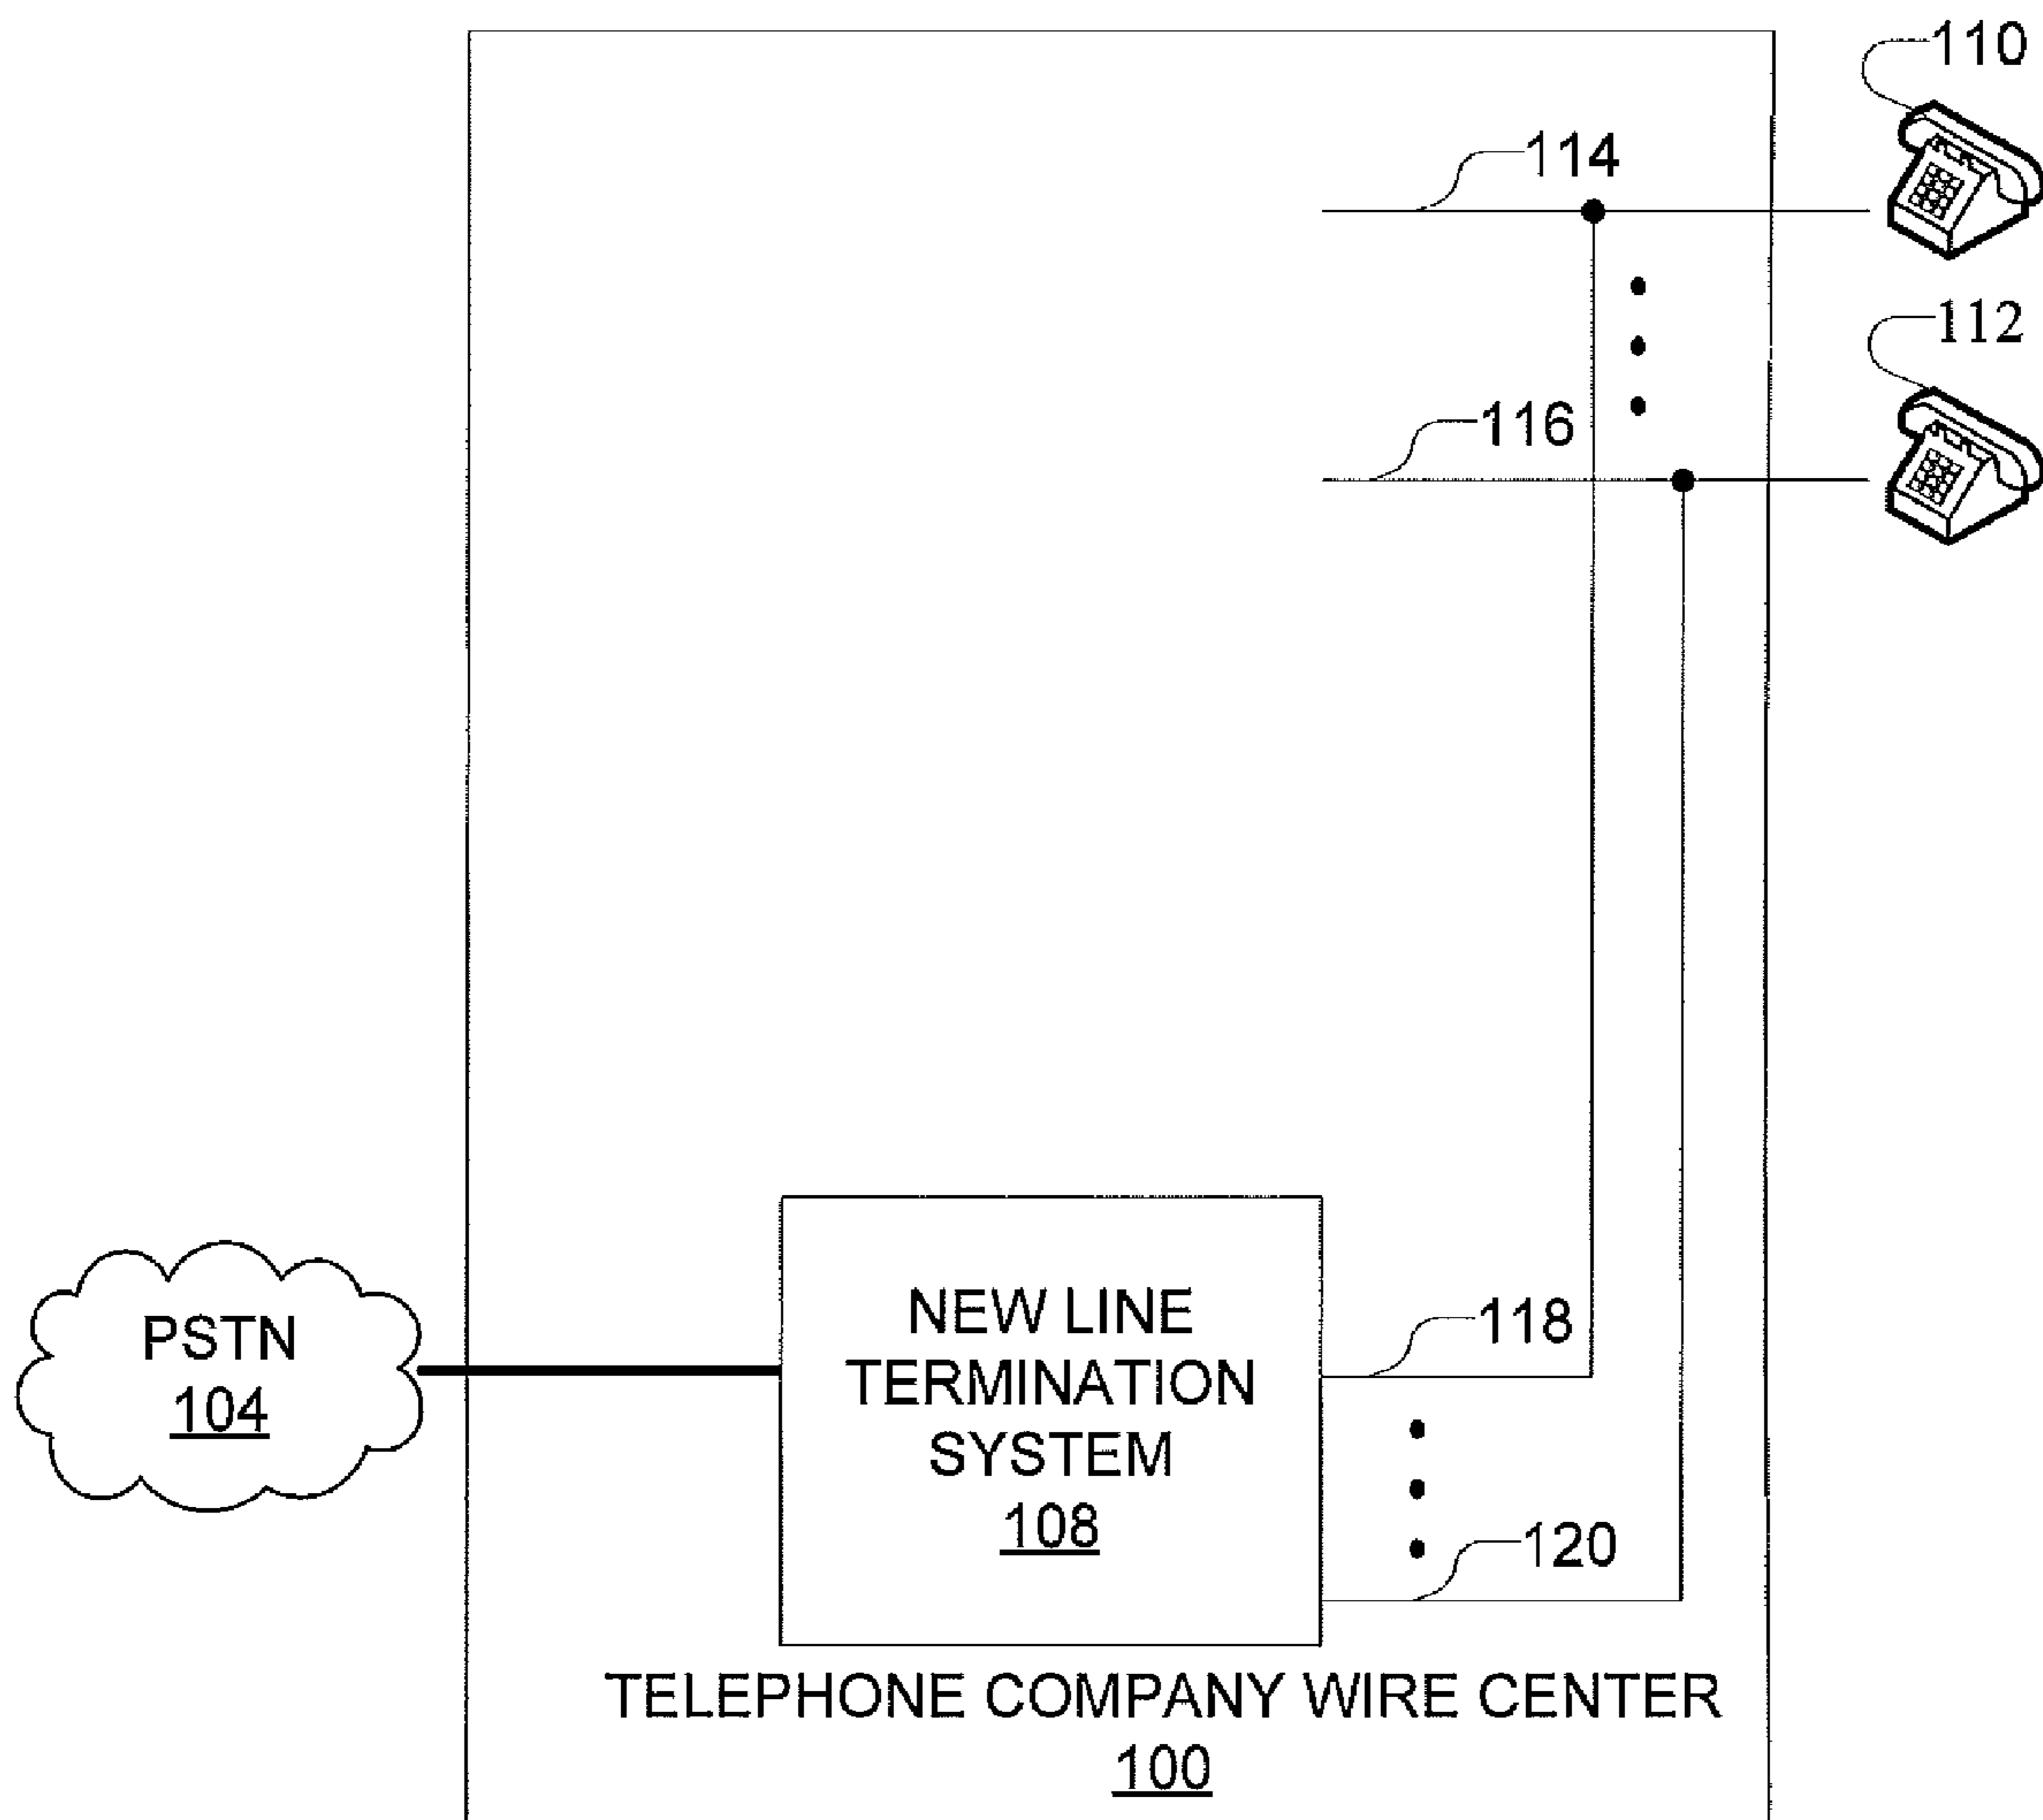 110
114
112
116
PSTN
104
NEW LINE
TERMINATION
SYSTEM
108
118
120
TELEPHONE COMPANY WIRE CENTER
100